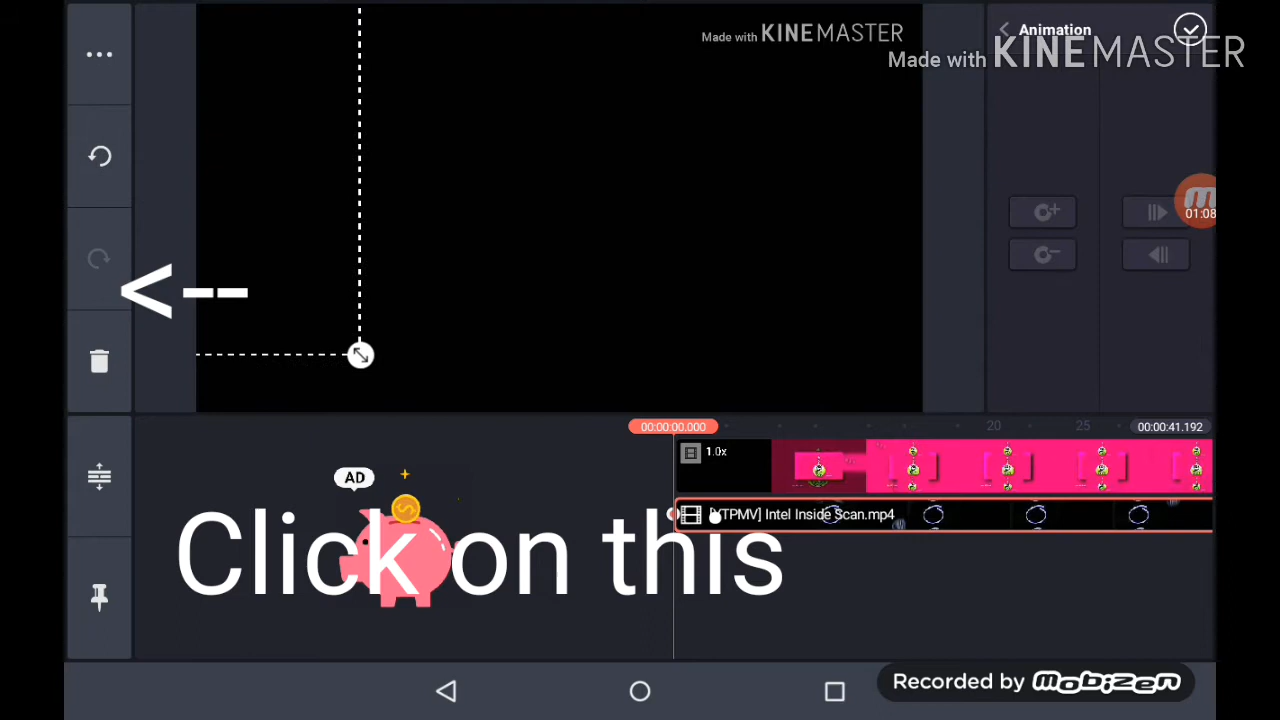 Made with KINEMASTER
Animation
Made with KINEMASTER
01:08
<--
00:00:00.000
20
25
00:00:41.192
1.0x
AD
[YTPMV] Intel Inside Scan.mp4
Click on this
Recorded by mobizen